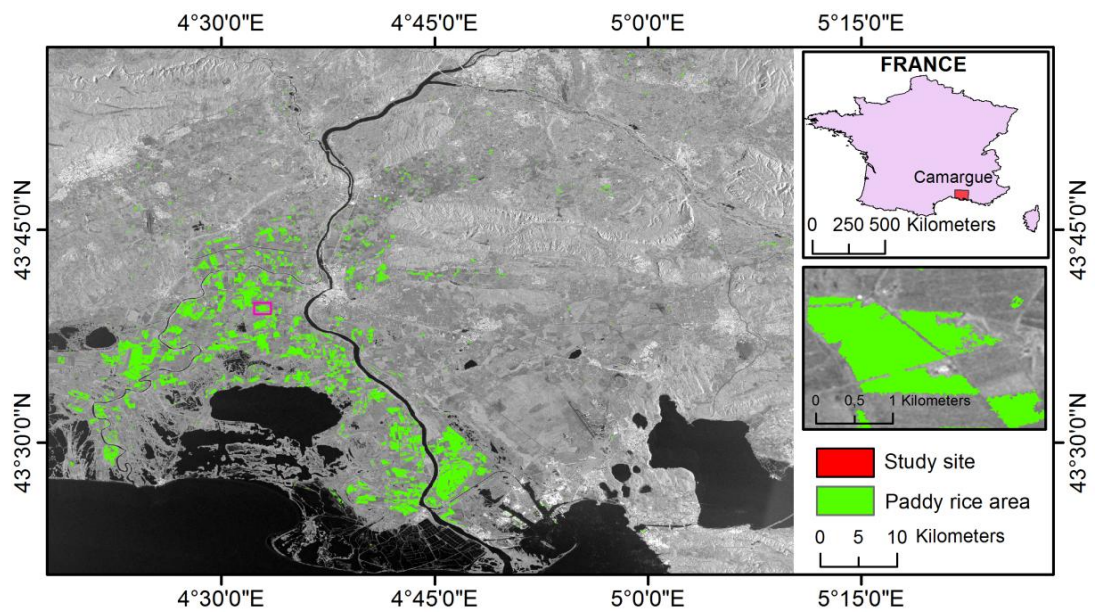 4°30'0"E 4°45'0"E 5°0'0"E 5°15'0"E
43°45'0"N
43°30'0"N
FRANCE
Camargue
0 250 500 Kilometers
0 0,5 1 Kilometers
Study site
Paddy rice area
0 5 10 Kilometers
43°45'0"N
43°30'0"N
4°30'0"E 4°45'0"E 5°0'0"E 5°15'0"E